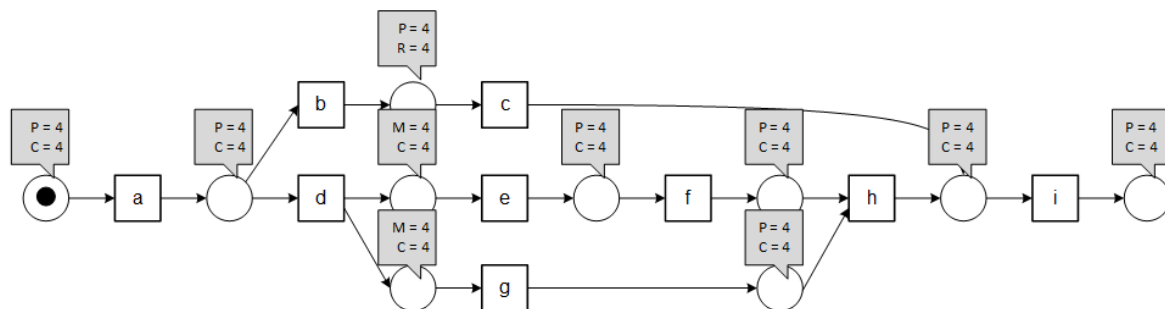 P = 4
R = 4
b
c
P = 4
C = 4
P = 4
C = 4
M = 4
C = 4
P = 4
C = 4
P = 4
C = 4
P = 4
C = 4
P = 4
C = 4
a
d
e
f
h
i
M = 4
C = 4
P = 4
C = 4
g